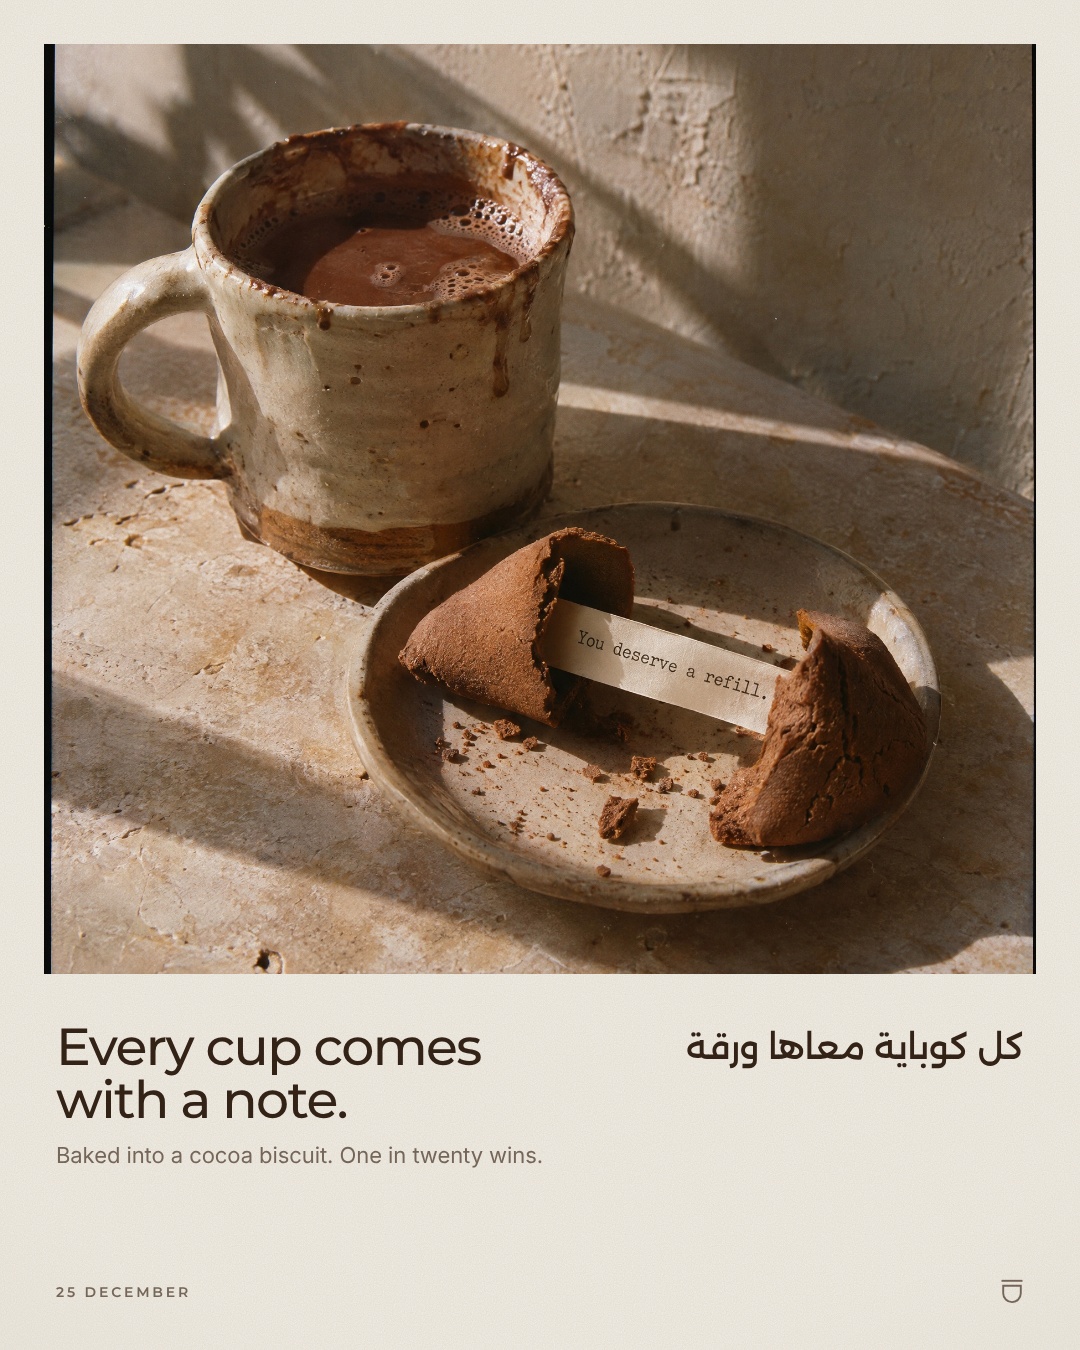 You deserve a refill.
Every cup comes
with a note.
كل كوباية معاها ورقة
Baked into a cocoa biscuit. One in twenty wins.
25 DECEMBER